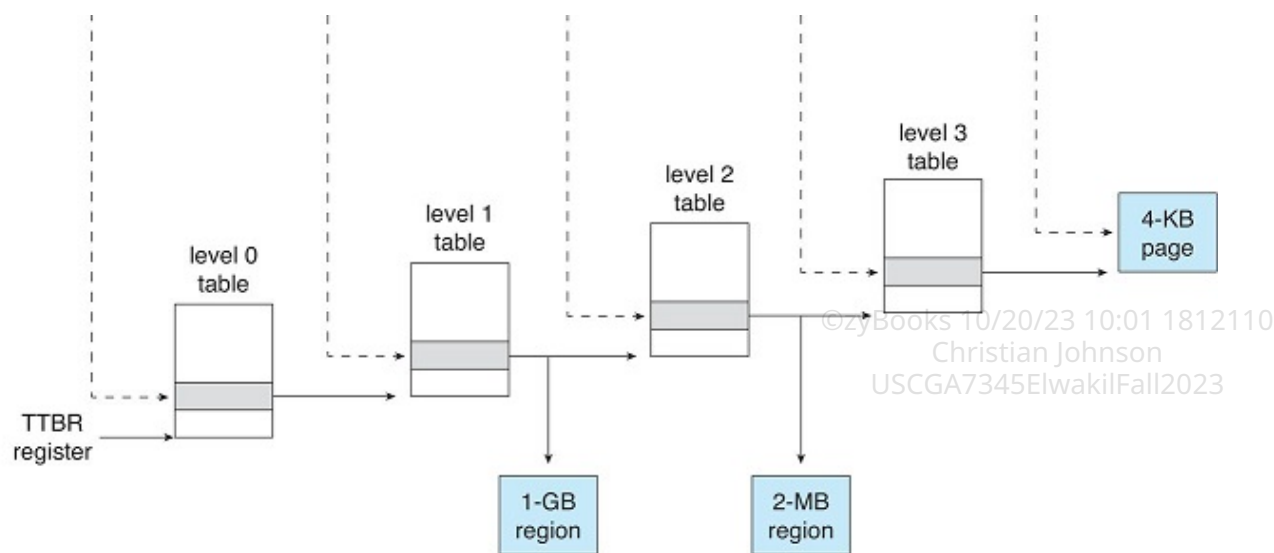 level 3
table
level 2
table
4-KB
page
level 1
table
level 0
table
©zyBooks 10/20/23 10:01 1812110
Christian Johnson
USCGA7345ElwakilFall2023
TTBR
register
1-GB
region
2-MB
region